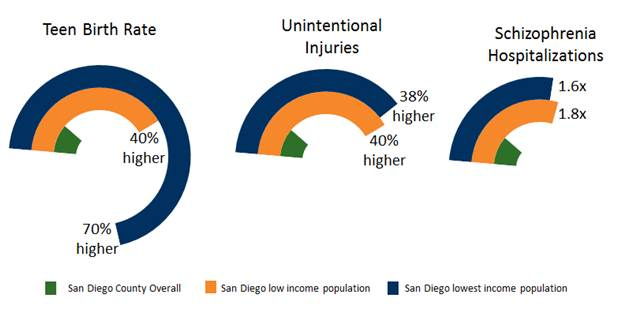 Teen Birth Rate
40%
higher
70%
higher
Unintentional
Injuries
38%
higher
40%
higher
Schizophrenia
Hospitalizations
1.6x
1.8x
San Diego County Overall
San Diego low income population
San Diego lowest income population